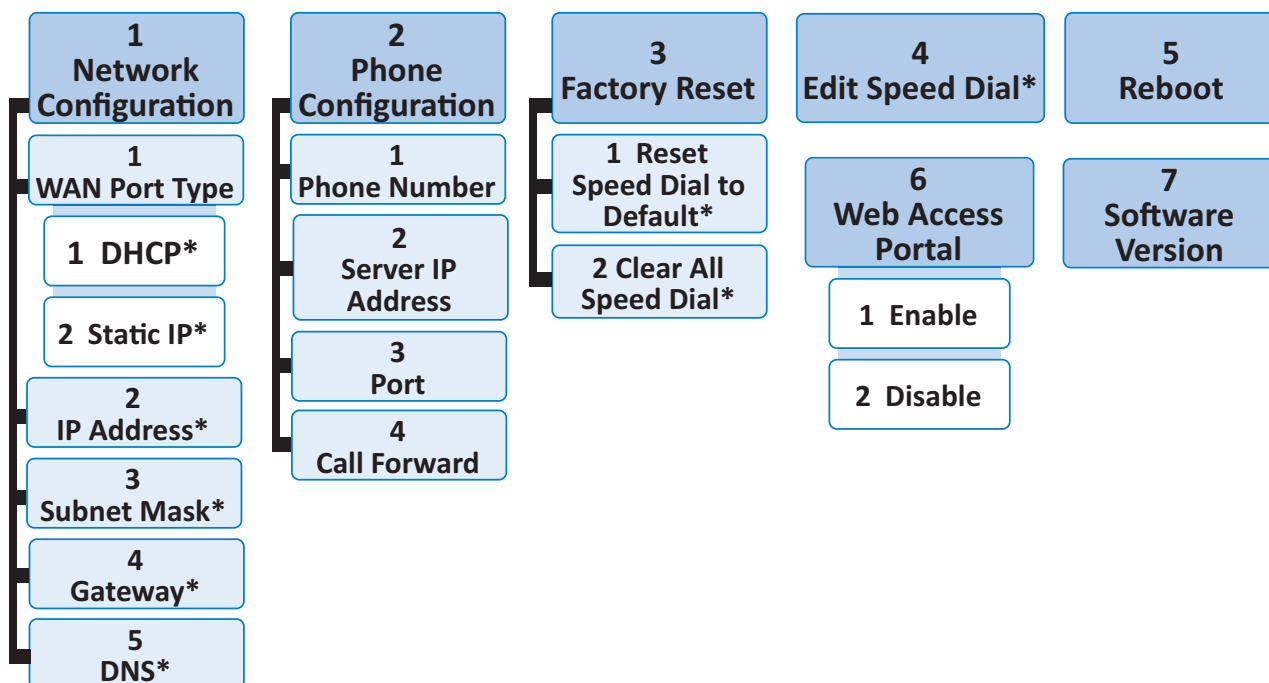 1
Network
Configuration
1
WAN Port Type
1 DHCP*
2 Static IP*
2
IP Address*
3
Subnet Mask*
4
Gateway*
5
DNS*
2
Phone
Configuration
1
Phone Number
2
Server IP
Address
3
Port
4
Call Forward
3
Factory Reset
1 Reset
Speed Dial to
Default*
2 Clear All
Speed Dial*
4
Edit Speed Dial*
5
Reboot
6
Web Access
Portal
1 Enable
2 Disable
7
Software
Version